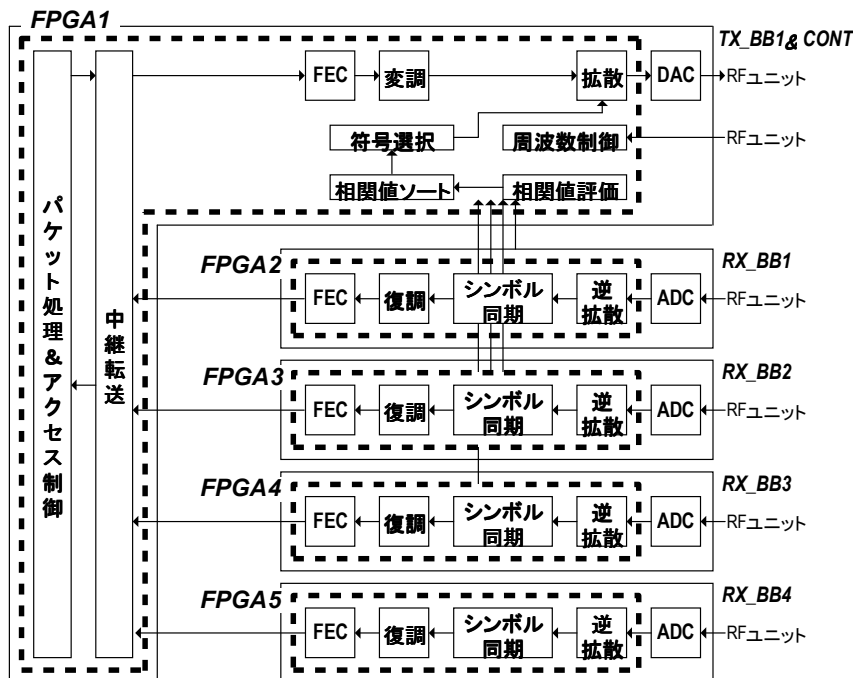 FPGA1
TX_BB1& CONT
FEC
変調
拡散
DAC
RFユニット
符号選択
周波数制御
RFユニット
相関値ソート
相関値評価
パケット処理&アクセス制御
中継転送
FPGA2
RX_BB1
FEC
復調
シンボル
同期
逆
拡散
ADC
RFユニット
FPGA3
RX_BB2
FEC
復調
シンボル
同期
逆
拡散
ADC
RFユニット
FPGA4
RX_BB3
FEC
復調
シンボル
同期
逆
拡散
ADC
RFユニット
FPGA5
RX_BB4
FEC
復調
シンボル
同期
逆
拡散
ADC
RFユニット